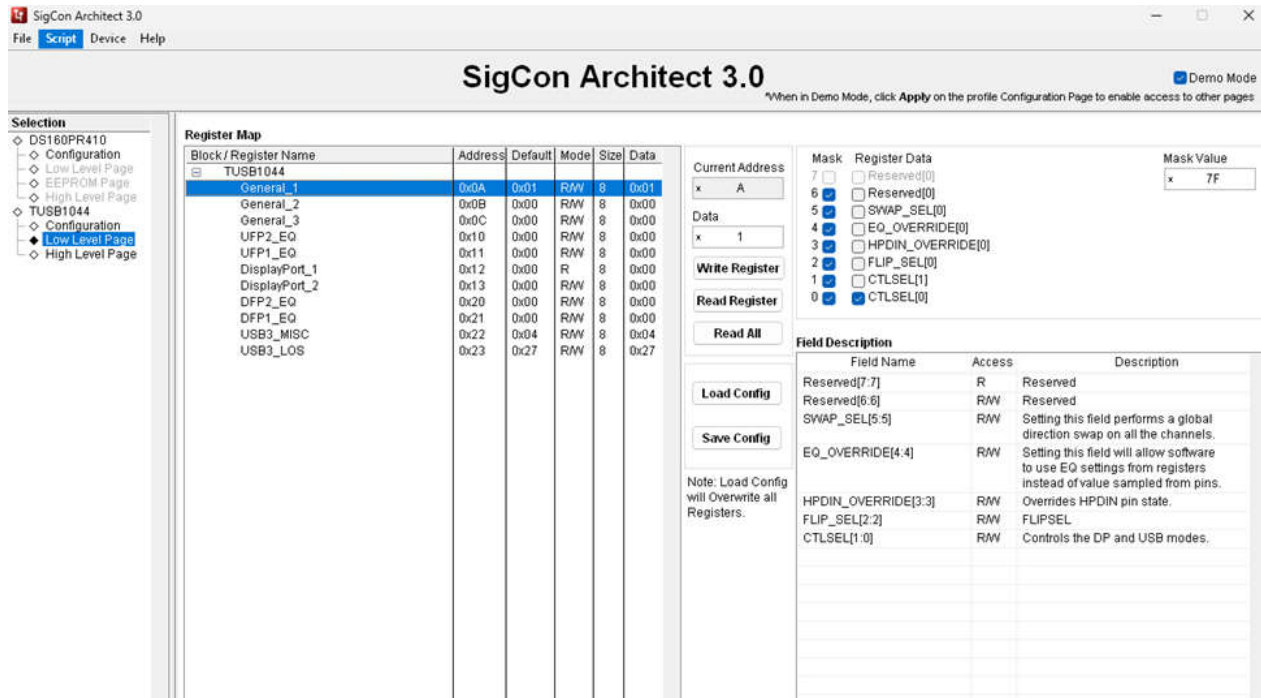 SigCon Architect 3.0
File Script Device Help
SigCon Architect 3.0
Demo Mode
*When in Demo Mode, click Apply on the profile Configuration Page to enable access to other pages
Selection
DS160PR410
Configuration
Low Level Page
EEPROM Page
High Level Page
TUSB1044
Configuration
Low Level Page
High Level Page
Register Map
Block / Register Name Address Default Mode Size Data
TUSB1044
General_1 0x0A 0x01 R/W 8 0x01
General_2 0x0B 0x00 R/W 8 0x00
General_3 0x0C 0x00 R/W 8 0x00
UFP2_EQ 0x10 0x00 R/W 8 0x00
UFP1_EQ 0x11 0x00 R/W 8 0x00
DisplayPort_1 0x12 0x00 R 8 0x00
DisplayPort_2 0x13 0x00 R/W 8 0x00
DFP2_EQ 0x20 0x00 R/W 8 0x00
DFP1_EQ 0x21 0x00 R/W 8 0x00
USB3_MISC 0x22 0x04 R/W 8 0x04
USB3_LOS 0x23 0x27 R/W 8 0x27
Current Address
x A
Data
x 1
Write Register
Read Register
Read All
Load Config
Save Config
Note: Load Config
will Overwrite all
Registers.
Mask Register Data Mask Value
7 Reserved[0] x 7F
6 Reserved[0]
5 SWAP_SEL[0]
4 EQ_OVERRIDE[0]
3 HPDIN_OVERRIDE[0]
2 FLIP_SEL[0]
1 CTLSEL[1]
0 CTLSEL[0]
Field Description
Field Name Access Description
Reserved[7:7] R Reserved
Reserved[6:6] R/W Reserved
SWAP_SEL[5:5] R/W Setting this field performs a global
direction swap on all the channels.
EQ_OVERRIDE[4:4] R/W Setting this field will allow software
to use EQ settings from registers
instead of value sampled from pins.
HPDIN_OVERRIDE[3:3] R/W Overrides HPDIN pin state.
FLIP_SEL[2:2] R/W FLIPSEL
CTLSEL[1:0] R/W Controls the DP and USB modes.